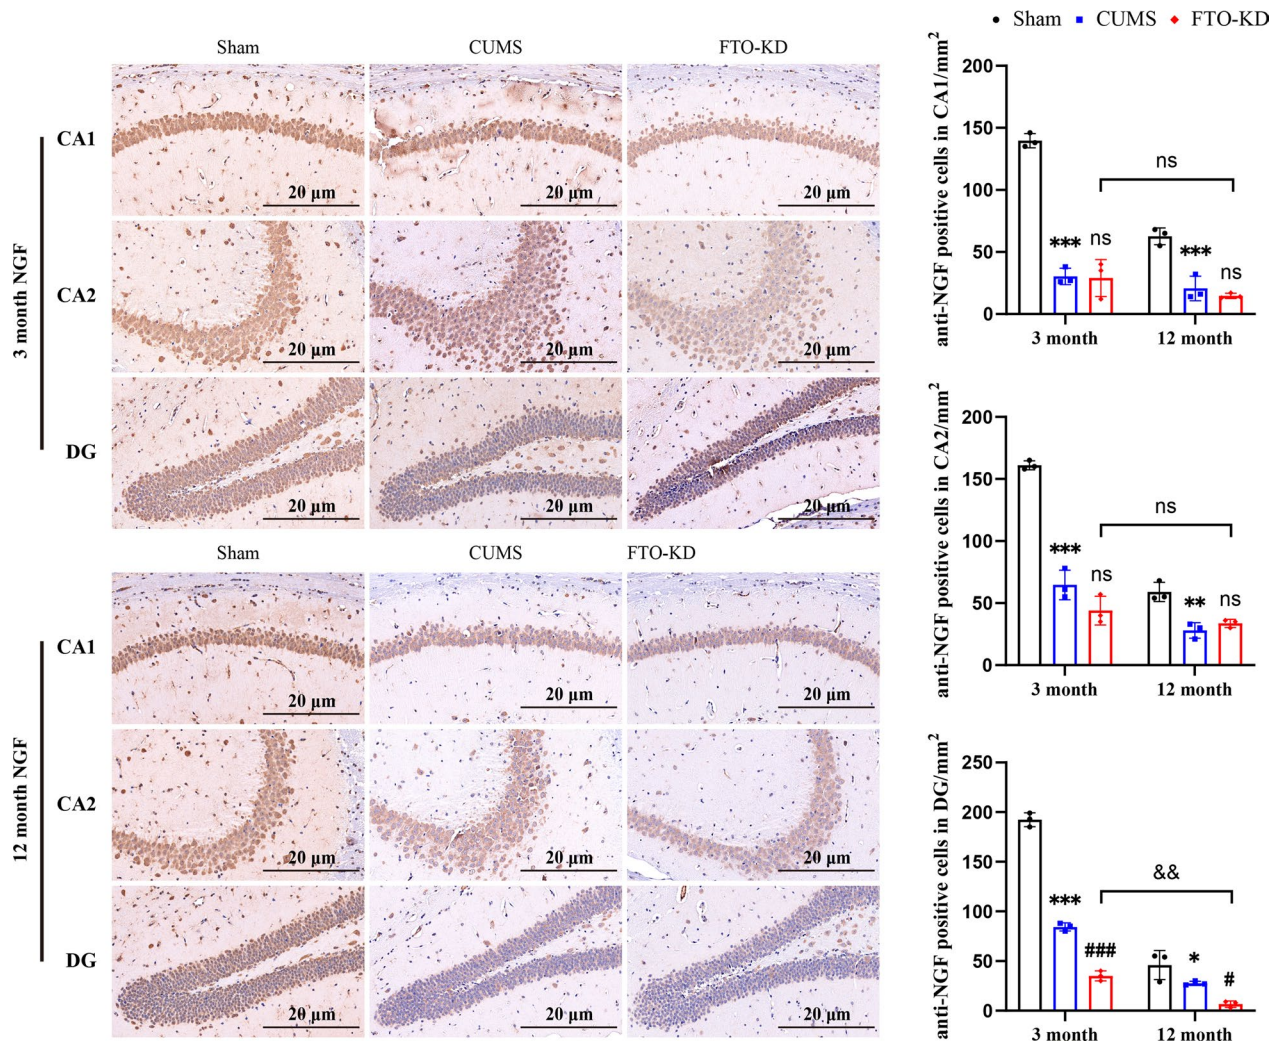 Sham CUMS FTO-KD
3 month NGF
CA1
20 µm 20 µm 20 µm
CA2
20 µm 20 µm 20 µm
DG
20 µm 20 µm 20 µm
Sham CUMS FTO-KD
12 month NGF
CA1
20 µm 20 µm 20 µm
CA2
20 µm 20 µm 20 µm
DG
20 µm 20 µm 20 µm
Sham CUMS FTO-KD
anti-NGF positive cells in CA1/mm²
200
150
100
50
0
ns
*** ns *** ns
3 month 12 month
anti-NGF positive cells in CA2/mm²
200
150
100
50
0
ns
*** ns ** ns
3 month 12 month
anti-NGF positive cells in DG/mm²
250
200
150
100
50
0
&&
*** ### * #
3 month 12 month